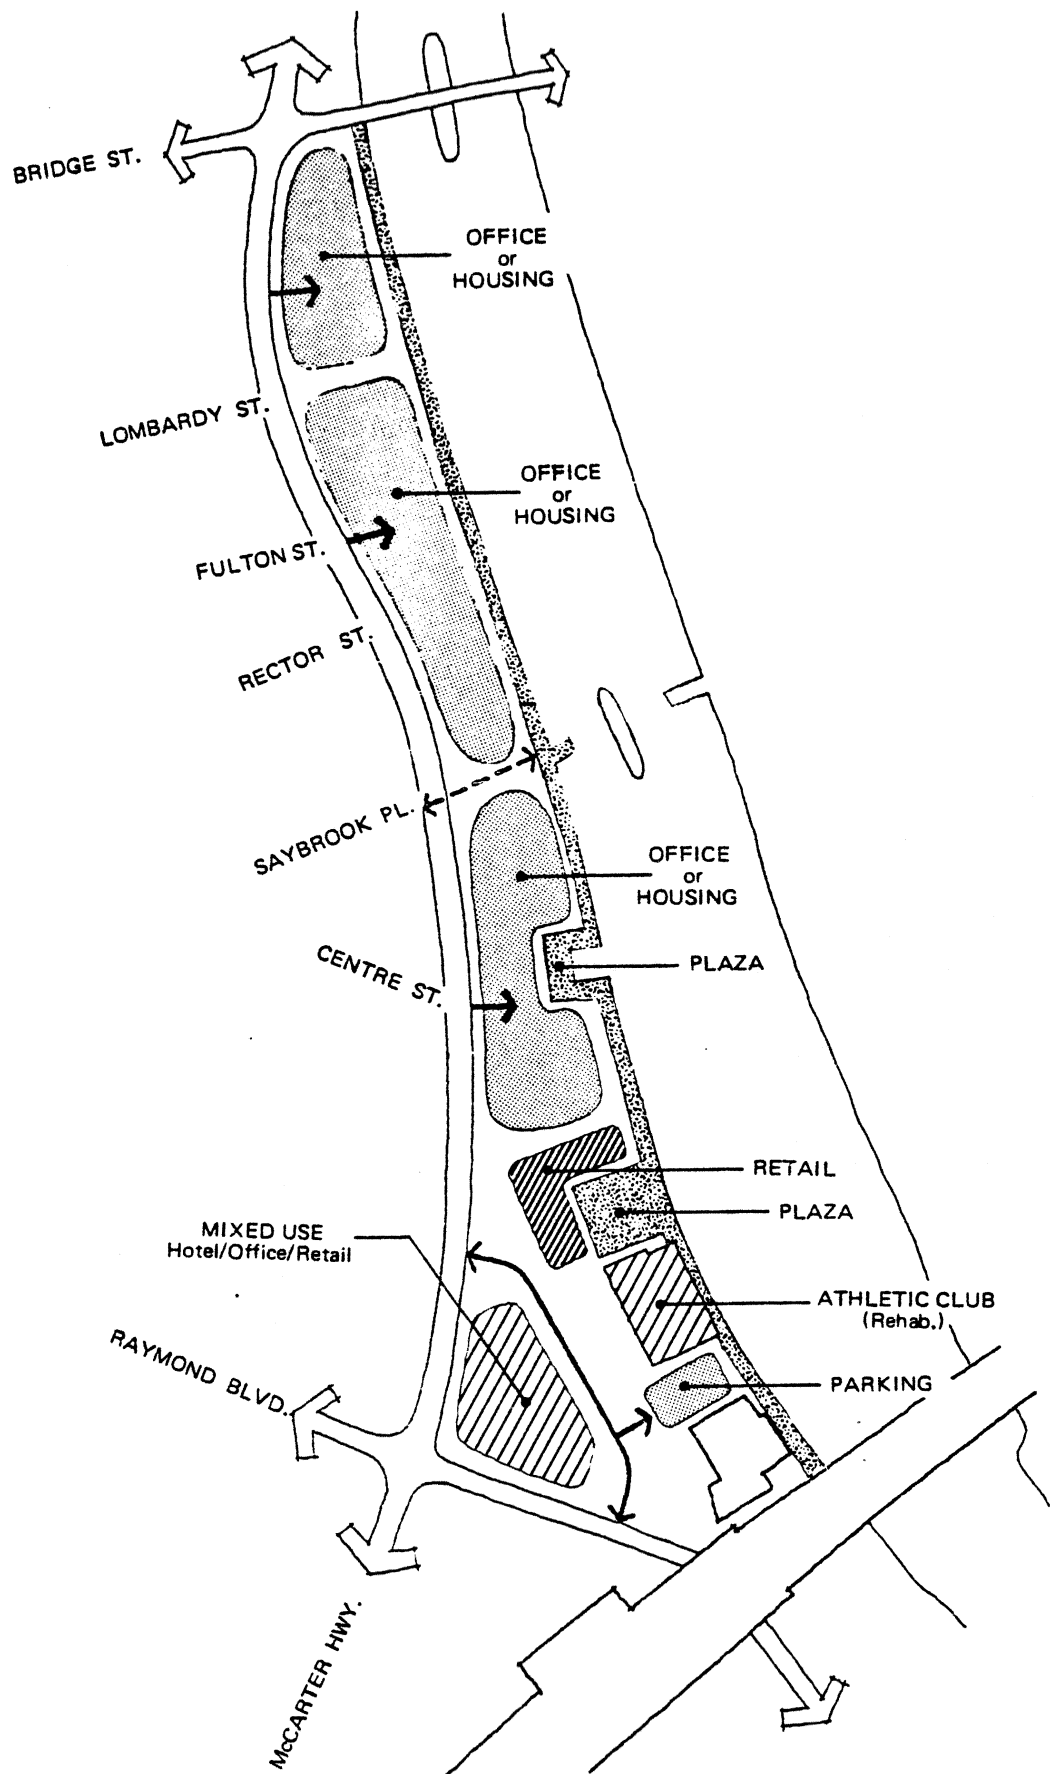 BRIDGE ST.
OFFICE
or
HOUSING
LOMBARDY ST.
OFFICE
or
HOUSING
FULTON ST.
RECTOR ST.
SAYBROOK PL.
OFFICE
or
HOUSING
CENTRE ST.
PLAZA
RETAIL
PLAZA
MIXED USE
Hotel/Office/Retail
ATHLETIC CLUB
(Rehab.)
RAYMOND BLVD.
PARKING
McCARTER HWY.